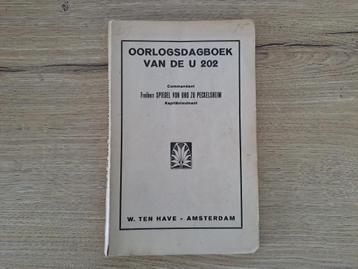 OORLOGSDAGBOEK
VAN DE U 202
Commandant
Freiherr SPIEGEL VON UND ZU PECKELSHEIM
Kapitänleutnant
W. TEN HAVE - AMSTERDAM